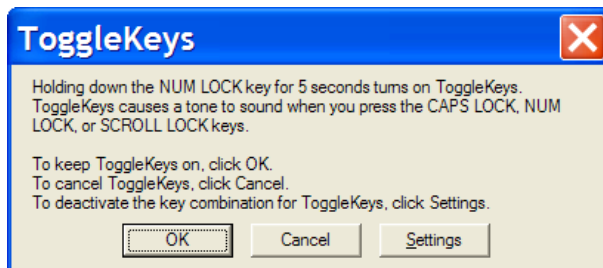 ToggleKeys
Holding down the NUM LOCK key for 5 seconds turns on ToggleKeys.
ToggleKeys causes a tone to sound when you press the CAPS LOCK, NUM
LOCK, or SCROLL LOCK keys.
To keep ToggleKeys on, click OK.
To cancel ToggleKeys, click Cancel.
To deactivate the key combination for ToggleKeys, click Settings.
OK Cancel Settings